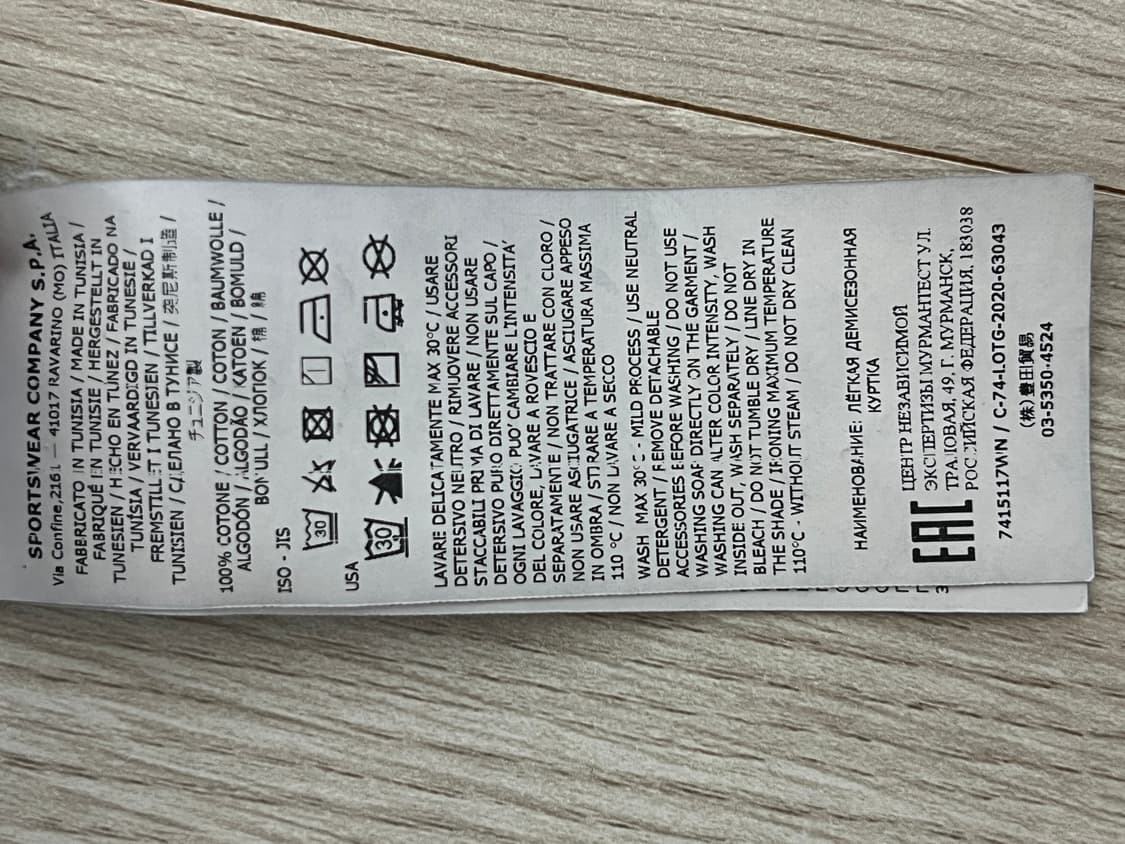 SPORTSWEAR COMPANY S.P.A.
Via Confine, 2161 — 41017 RAVARINO (MO) ITALIA
FABBRICATO IN TUNISIA / MADE IN TUNISIA /
FABRIQUÉ EN TUNISIE / HERGESTELLT IN
TUNESIEN / HECHO EN TÚNEZ / FABRICADO NA
TUNÍSIA / VERVAARDIGD IN TUNESIË /
FREMSTILLET I TUNESIEN / TILLVERKAD I
TUNISIEN / СДЕЛАНО В ТУНИСЕ / 突尼斯制造 /
チュニジア製
100% COTONE / COTTON / COTTON / BAUMWOLLE /
ALGODÓN / ALGODÃO / KATOEN / BOMULD /
BOMULL / ХЛОПОК / 棉 / 綿
ISO - JIS
30
USA
30
LAVARE DELICATAMENTE MAX 30°C / USARE
DETERSIVO NEUTRO / RIMUOVERE ACCESSORI
STACCABILI PRIMA DI LAVARE / NON USARE
DETERSIVO PURO DIRETTAMENTE SUL CAPO /
OGNI LAVAGGIO PUO' CAMBIARE L'INTENSITA'
DEL COLORE, LAVARE A ROVESCIO E
SEPARATAMENTE / NON TRATTARE CON CLORO /
NON USARE ASCIUGATRICE / ASCIUGARE APPESO
IN OMBRA / STIRARE A TEMPERATURA MASSIMA
110 °C / NON LAVARE A SECCO
WASH MAX 30°C - MILD PROCESS / USE NEUTRAL
DETERGENT / REMOVE DETACHABLE
ACCESSORIES BEFORE WASHING / DO NOT USE
WASHING SOAP DIRECTLY ON THE GARMENT /
WASHING CAN ALTER COLOR INTENSITY, WASH
INSIDE OUT, WASH SEPARATELY / DO NOT
BLEACH / DO NOT TUMBLE DRY / LINE DRY IN
THE SHADE / IRONING MAXIMUM TEMPERATURE
110°C - WITHOUT STEAM / DO NOT DRY CLEAN
НАИМЕНОВАНИЕ: ЛЁГКАЯ ДЕМИСЕЗОННАЯ
КУРТКА
EAC
ЦЕНТР НЕЗАВИСИМОЙ
ЭКСПЕРТИЗЫ МУРМАНТЕСТ УЛ.
ТРАЛОВАЯ, 49, Г. МУРМАНСК,
РОССИЙСКАЯ ФЕДЕРАЦИЯ, 183038
7415117WN / C-74-LOTG-2020-63043
(株) 豊田貿易
03-5350-4524